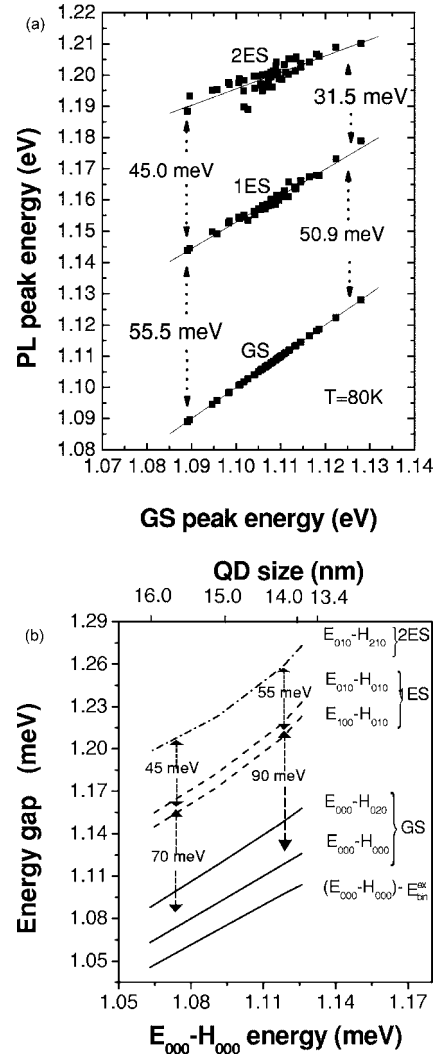 (a)
1.21
1.20
1.19
1.18
1.17
1.16
1.15
1.14
1.13
1.12
1.11
1.10
1.09
1.08
PL peak energy (eV)
2ES
31.5 meV
45.0 meV
1ES
50.9 meV
55.5 meV
GS
T=80K
1.07 1.08 1.09 1.10 1.11 1.12 1.13 1.14
GS peak energy (eV)
QD size (nm)
16.0 15.0 14.0 13.4
(b)
1.29
1.26
1.23
1.20
1.17
1.14
1.11
1.08
1.05
Energy gap (meV)
E010-H210 } 2ES
E010-H010 } ES
E100-H010
55 meV
45 meV
90 meV
70 meV
E000-H020 } GS
E000-H000
(E000-H000)-Eexbin
1.05 1.08 1.11 1.14 1.17
E000-H000 energy (meV)